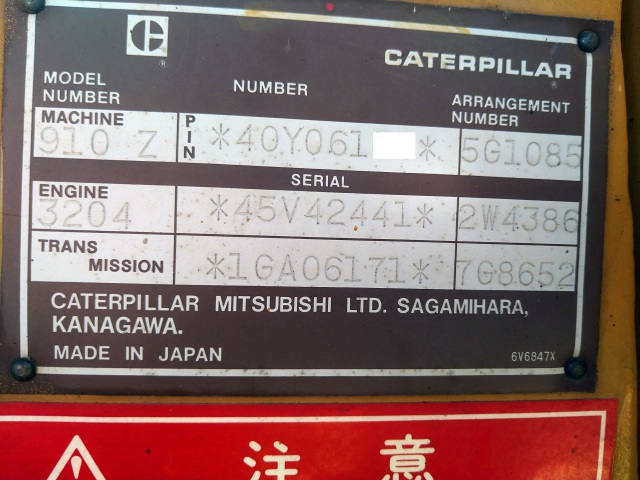 CATERPILLAR
®
MODEL NUMBER
NUMBER
ARRANGEMENT NUMBER
MACHINE
910 Z
PIN
*40Y061 *
5G1085
SERIAL
ENGINE
3204
*45V42441*
2W4386
TRANS MISSION
*1GA06171*
7G8652
CATERPILLAR MITSUBISHI LTD. SAGAMIHARA,
KANAGAWA.
MADE IN JAPAN
6V6847X
注意